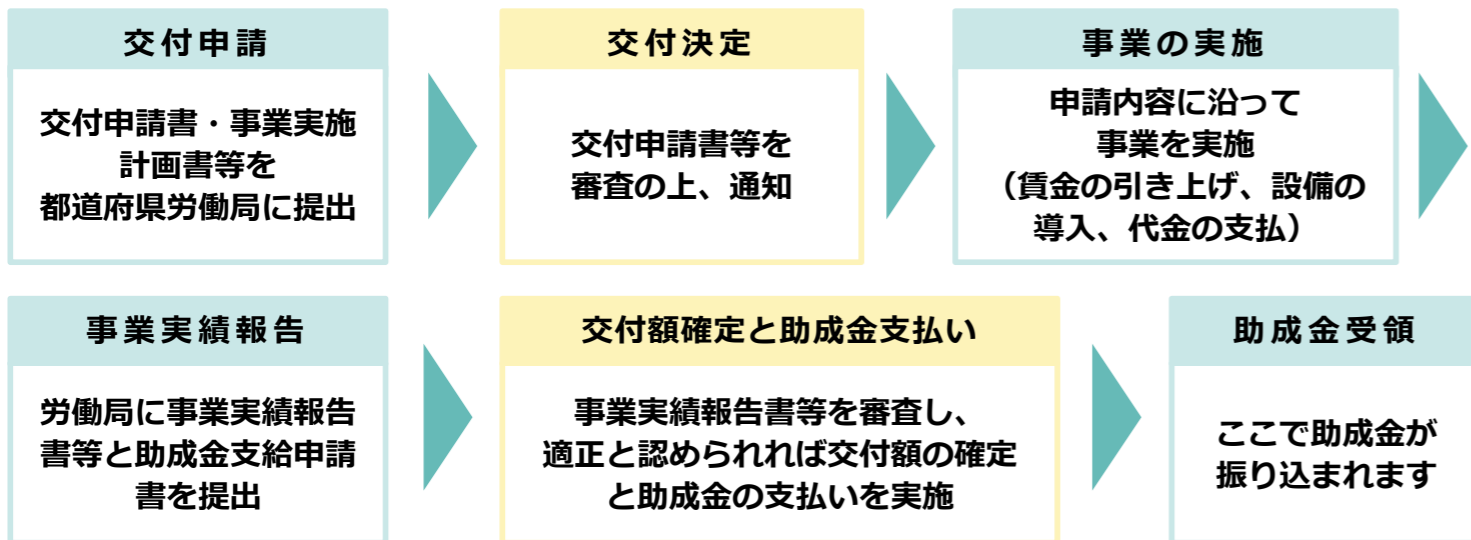 交付申請
交付申請書・事業実施
計画書等を
都道府県労働局に提出
交付決定
交付申請書等を
審査の上、通知
事業の実施
申請内容に沿って
事業を実施
（賃金の引き上げ、設備の
導入、代金の支払）
事業実績報告
労働局に事業実績報告
書等と助成金支給申請
書を提出
交付額確定と助成金支払い
事業実績報告書等を審査し、
適正と認められれば交付額の確定
と助成金の支払いを実施
助成金受領
ここで助成金が
振り込まれます